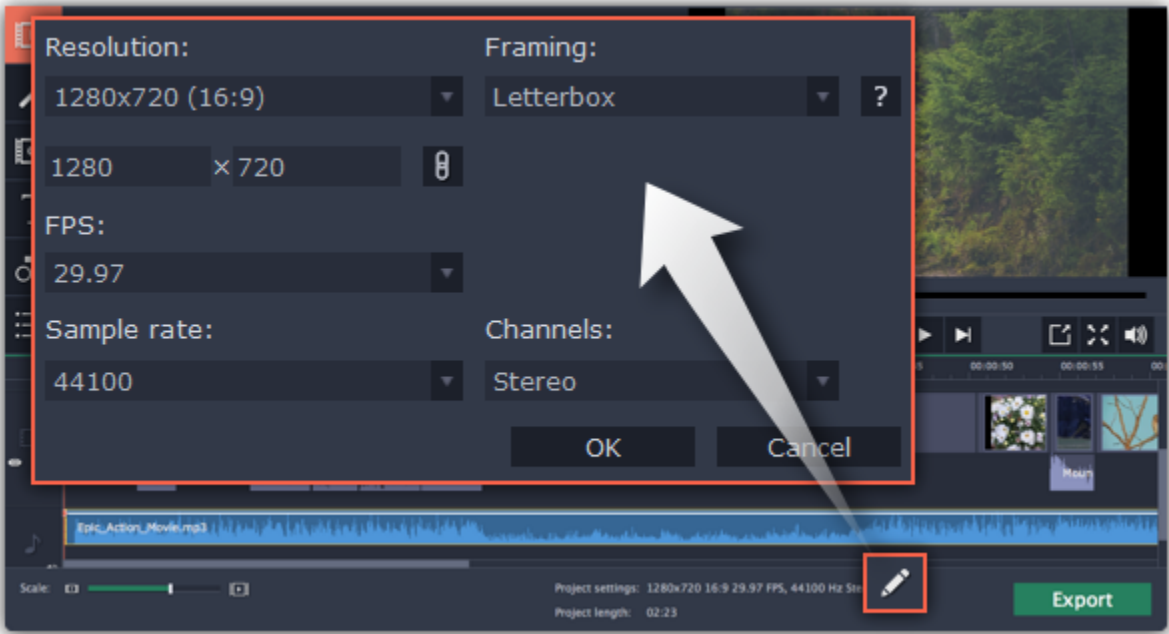 Resolution:
Framing:
1280x720 (16:9)
Letterbox
?
1280
×
720
FPS:
29.97
Sample rate:
Channels:
44100
Stereo
OK
Cancel
00:00:50
00:00:55
Epic_Action_Movie.mp3
Scale:
Project settings: 1280x720 16:9 29.97 FPS, 44100 Hz
Project length: 02:23
Export